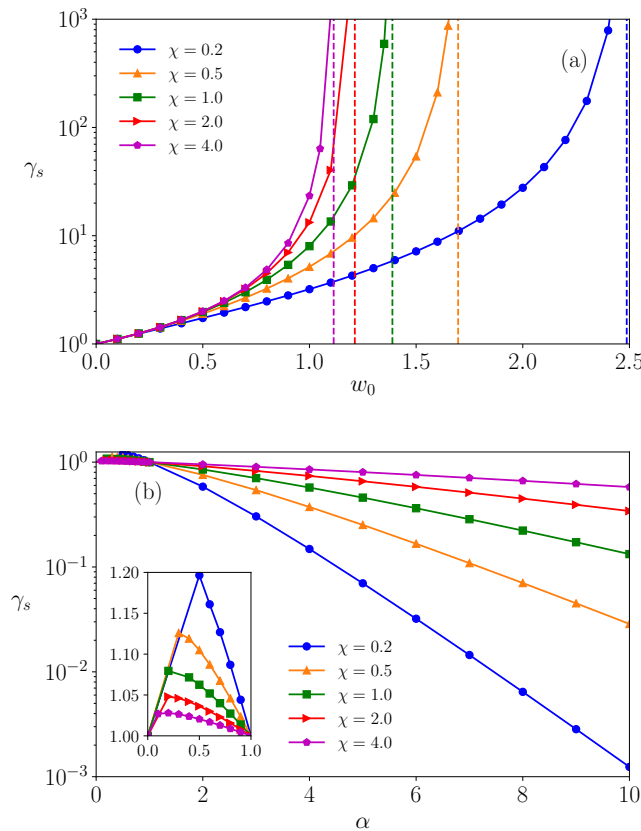 10^3
10^2
10^1
10^0
γ_s
χ = 0.2
χ = 0.5
χ = 1.0
χ = 2.0
χ = 4.0
(a)
0.0 0.5 1.0 1.5 2.0 2.5
w_0
10^0
10^{-1}
10^{-2}
10^{-3}
γ_s
(b)
1.20
1.15
1.10
1.05
1.00
0.0 0.5 1.0
χ = 0.2
χ = 0.5
χ = 1.0
χ = 2.0
χ = 4.0
0 2 4 6 8 10
α